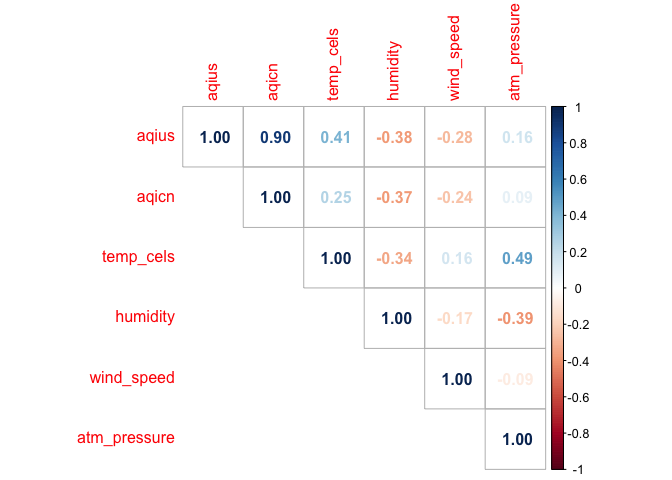 aqius
aqicn
temp_cels
humidity
wind_speed
atm_pressure
aqius 1.00 0.90 0.41 -0.38 -0.28 0.16
aqicn 1.00 0.25 -0.37 -0.24 0.09
temp_cels 1.00 -0.34 0.16 0.49
humidity 1.00 -0.17 -0.39
wind_speed 1.00 -0.09
atm_pressure 1.00
1
0.8
0.6
0.4
0.2
0
-0.2
-0.4
-0.6
-0.8
-1